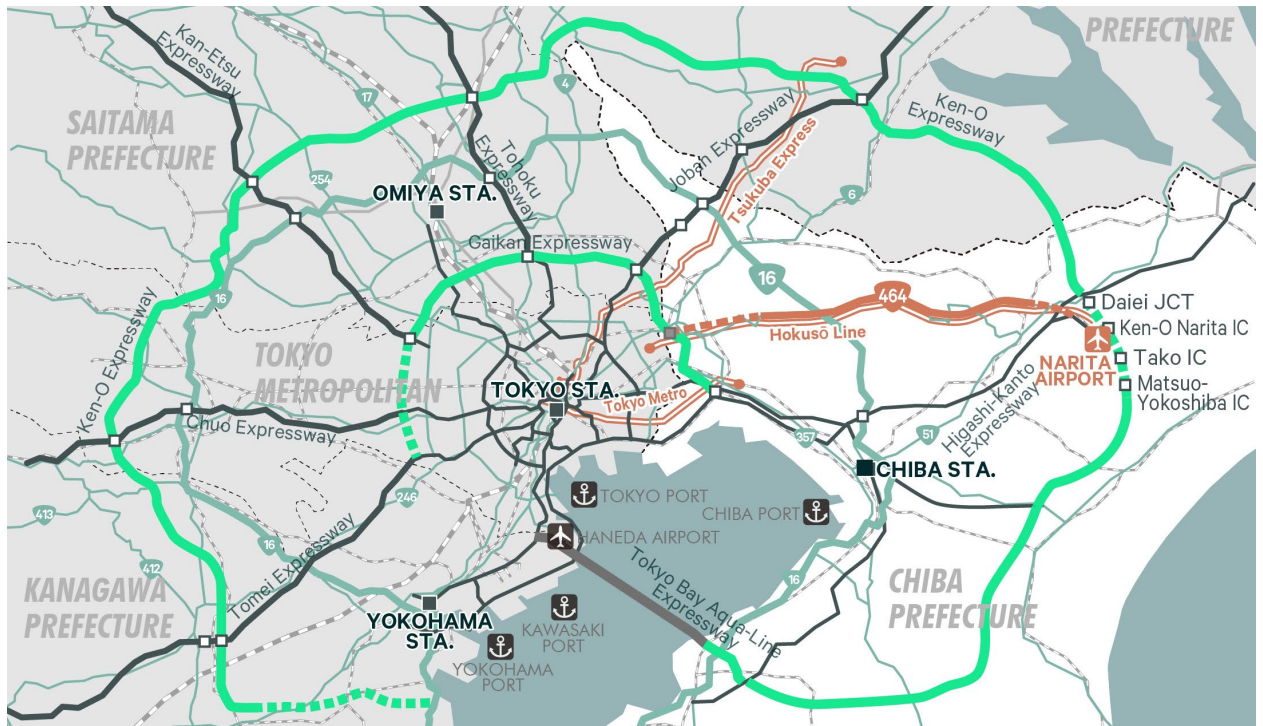 PREFECTURE
Kan-Etsu
Expressway
17
4
SAITAMA
PREFECTURE
Ken-O
Expressway
Joban Expressway
Tsukuba Express
Tohoku
Expressway
254
OMIYA STA.
6
Gaikan Expressway
16
16
464
Hokusō Line
Daiei JCT
Ken-O Narita IC
NARITA
AIRPORT
Tako IC
Matsuo-
Yokoshiba IC
Ken-O Expressway
TOKYO
METROPOLITAN
TOKYO STA.
Tokyo Metro
Chuo Expressway
Higashi-Kanto
Expressway
357
51
246
CHIBA STA.
413
TOKYO PORT
CHIBA PORT
HANEDA AIRPORT
16
412
Tomei Expressway
Tokyo Bay Aqua-Line
Expressway
16
CHIBA
PREFECTURE
KANAGAWA
PREFECTURE
YOKOHAMA
STA.
KAWASAKI
PORT
YOKOHAMA
PORT